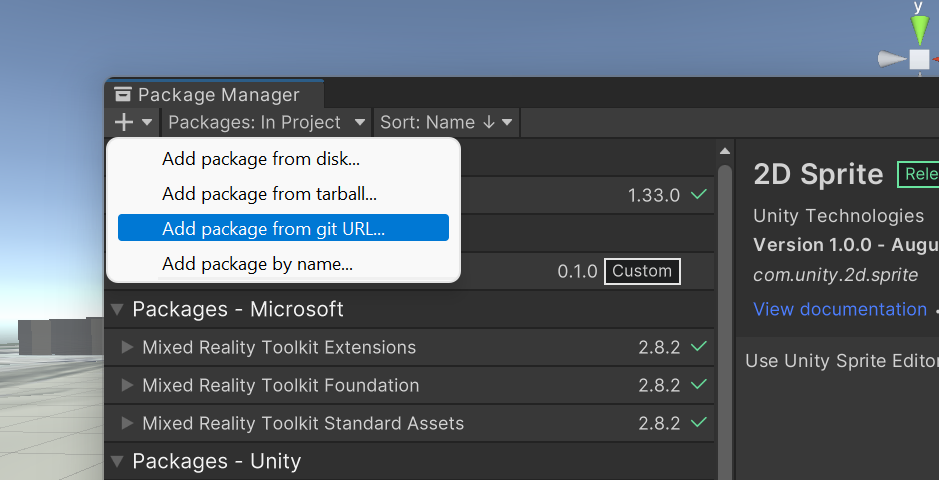 y
Package Manager
Packages: In Project
Sort: Name ↓
Add package from disk...
Add package from tarball...
Add package from git URL...
Add package by name...
1.33.0
0.1.0 Custom
Packages - Microsoft
Mixed Reality Toolkit Extensions 2.8.2
Mixed Reality Toolkit Foundation 2.8.2
Mixed Reality Toolkit Standard Assets 2.8.2
Packages - Unity
2D Sprite Rele
Unity Technologies
Version 1.0.0 - Augu
com.unity.2d.sprite
View documentation
Use Unity Sprite Editor